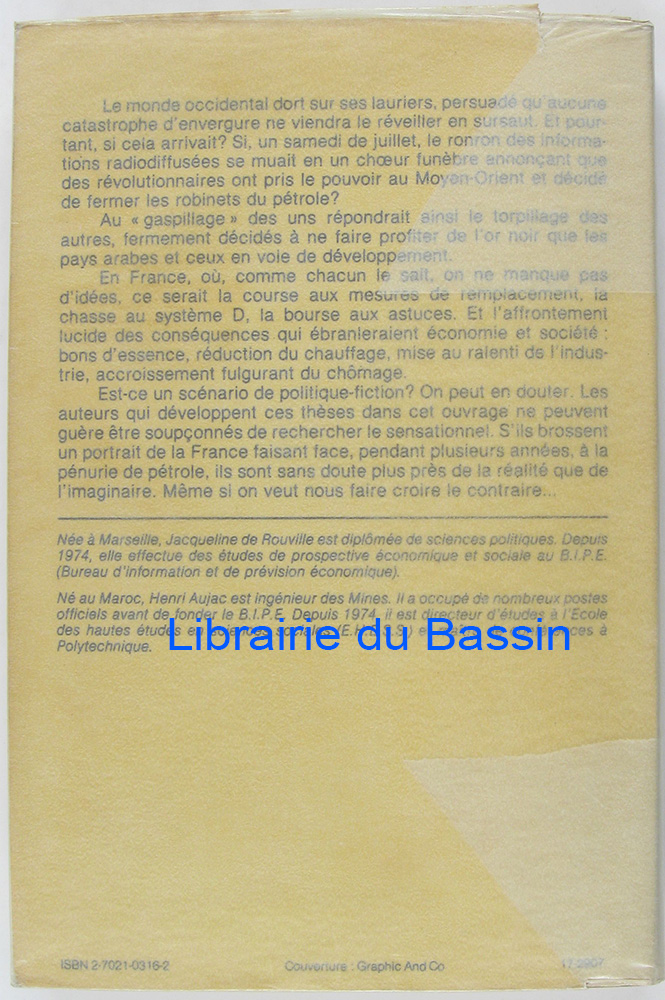 Le monde occidental dort sur ses lauriers, persuadé qu'aucune
catastrophe d'envergure ne viendra le réveiller en sursaut. Et pour-
tant, si cela arrivait? Si, un samedi de juillet, le ronron des informa-
tions radiodiffusées se muait en un chœur funèbre annonçant que
des révolutionnaires ont pris le pouvoir au Moyen-Orient et décidé
de fermer les robinets du pétrole?
Au « gaspillage » des uns répondrait ainsi le torpillage des
autres, fermement décidés à ne faire profiter de l'or noir que les
pays arabes et ceux en voie de développement.
En France, où, comme chacun le sait, on ne manque pas
d'idées, ce serait la course aux mesures de remplacement, la
chasse au système D, la bourse aux astuces. Et l'affrontement
lucide des conséquences qui ébranleraient économie et société :
bons d'essence, réduction du chauffage, mise au ralenti de l'indus-
trie, accroissement fulgurant du chômage.
Est-ce un scénario de politique-fiction? On peut en douter. Les
auteurs qui développent ces thèses dans cet ouvrage ne peuvent
guère être soupçonnés de rechercher le sensationnel. S'ils brossent
un portrait de la France faisant face, pendant plusieurs années, à la
pénurie de pétrole, ils sont sans doute plus près de la réalité que de
l'imaginaire. Même si on veut nous faire croire le contraire...
Née à Marseille, Jacqueline de Rouville est diplômée de sciences politiques. Depuis
1974, elle effectue des études de prospective économique et sociale au B.I.P.E.
(Bureau d'information et de prévision économique).
Né au Maroc, Henri Aujac est ingénieur des Mines. Il a occupé de nombreux postes
officiels avant de fonder le B.I.P.E. Depuis 1974, il est directeur d'études à l'Ecole
des hautes études en sciences sociales (E.H.E.S.S.) et maître de conférences à
Polytechnique.
Librairie du Bassin
ISBN 2-7021-0316-2
Couverture : Graphic And Co